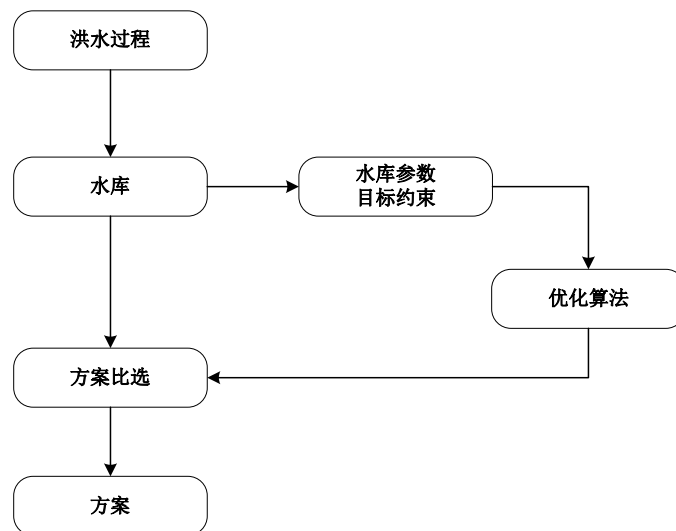 洪水过程
水库
水库参数
目标约束
优化算法
方案比选
方案